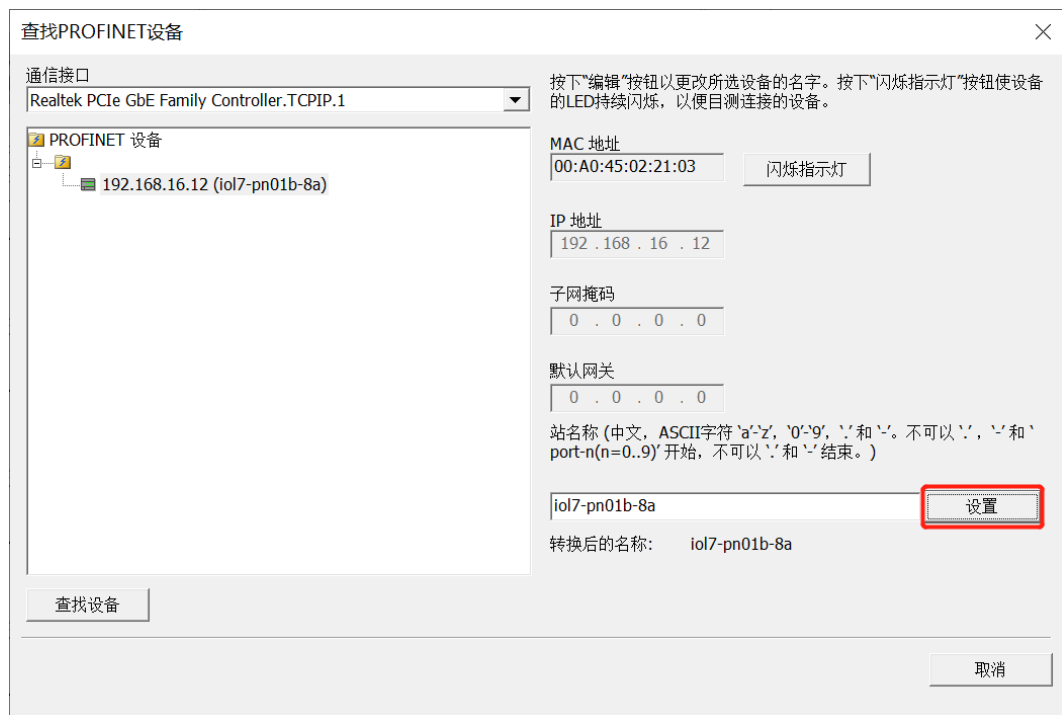 查找PROFINET设备
通信接口
Realtek PCIe GbE Family Controller.TCPIP.1
PROFINET 设备
192.168.16.12 (iol7-pn01b-8a)
查找设备
按下“编辑”按钮以更改所选设备的名字。按下“闪烁指示灯”按钮使设备
的LED持续闪烁，以便目测连接的设备。
MAC 地址
00:A0:45:02:21:03
闪烁指示灯
IP 地址
192 . 168 . 16 . 12
子网掩码
0 . 0 . 0 . 0
默认网关
0 . 0 . 0 . 0
站名称 (中文，ASCII字符 ‵a′-‵z′，‵0′-‵9′，‵.′ 和 ‵-′。不可以 ‵.′ ，‵-′ 和 ‵
port-n(n=0..9)′ 开始，不可以 ‵.′ 和 ‵-′ 结束。)
iol7-pn01b-8a
设置
转换后的名称:
iol7-pn01b-8a
取消